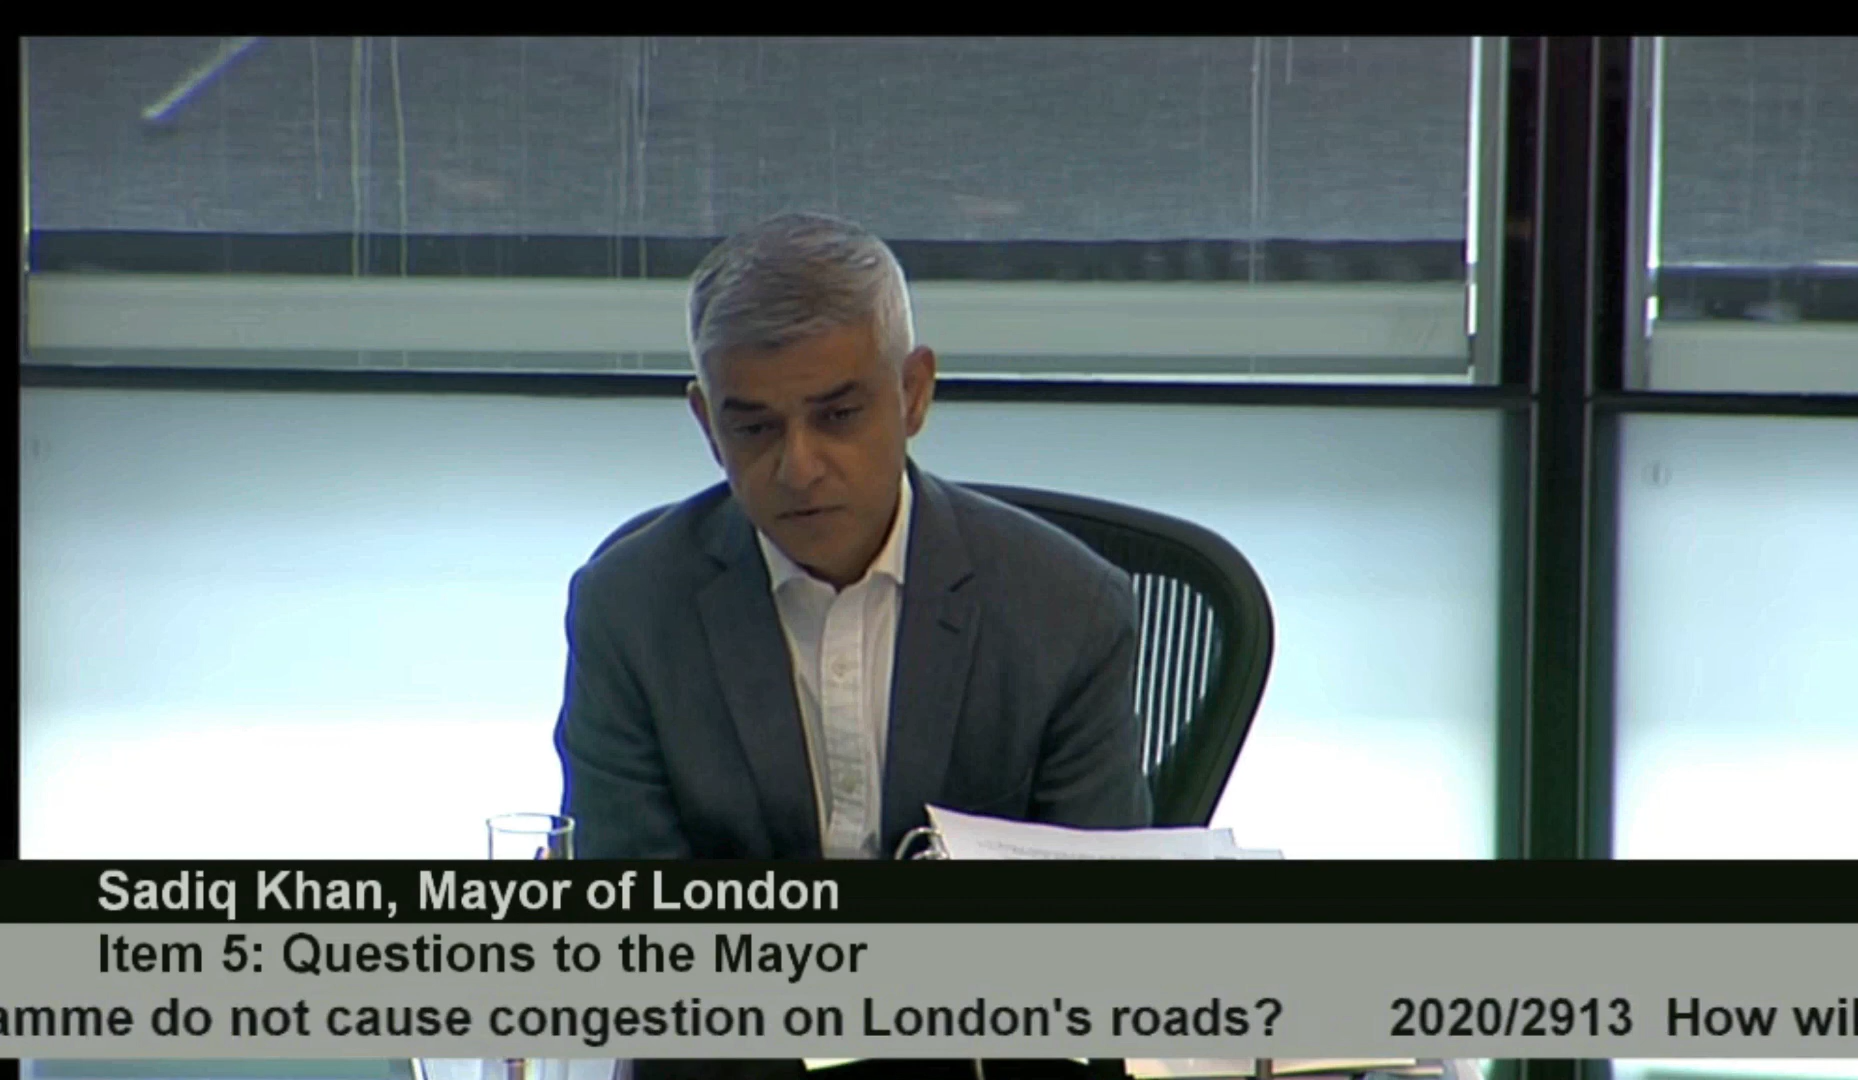 Sadiq Khan, Mayor of London
Item 5: Questions to the Mayor
amme do not cause congestion on London's roads? 2020/2913 How wil